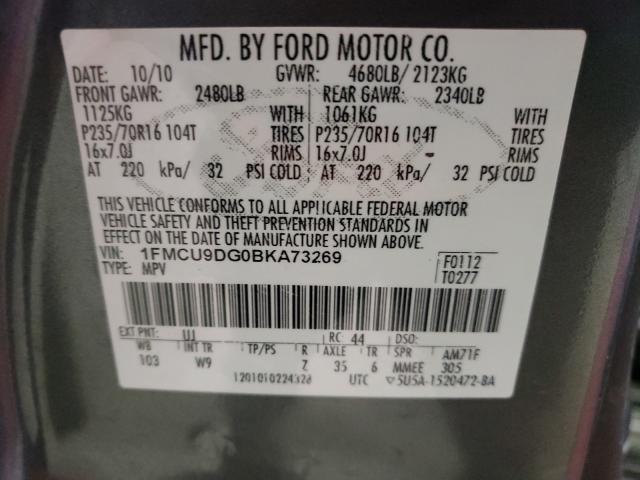 MFD. BY FORD MOTOR CO.
DATE: 10/10 GVWR: 4680LB/ 2123KG
FRONT GAWR: 2480LB REAR GAWR: 2340LB
1125KG WITH 1061KG WITH
P235/70R16 104T TIRES P235/70R16 104T TIRES
16x7.0J RIMS 16x7.0J RIMS
AT 220 kPa/ 32 PSI COLD AT 220 kPa/ 32 PSI COLD
THIS VEHICLE CONFORMS TO ALL APPLICABLE FEDERAL MOTOR
VEHICLE SAFETY AND THEFT PREVENTION STANDARDS IN
EFFECT ON THE DATE OF MANUFACTURE SHOWN ABOVE.
VIN: 1FMCU9DG0BKA73269 F0112
TYPE: MPV T0277
EXT PNT: UJ RC: 44 DSO:
WB INT TR TP/PS R AXLE TR SPR AM71F
103 W9 Z 35 6 MMEE 305
UTC 5U5A-1520472-BA